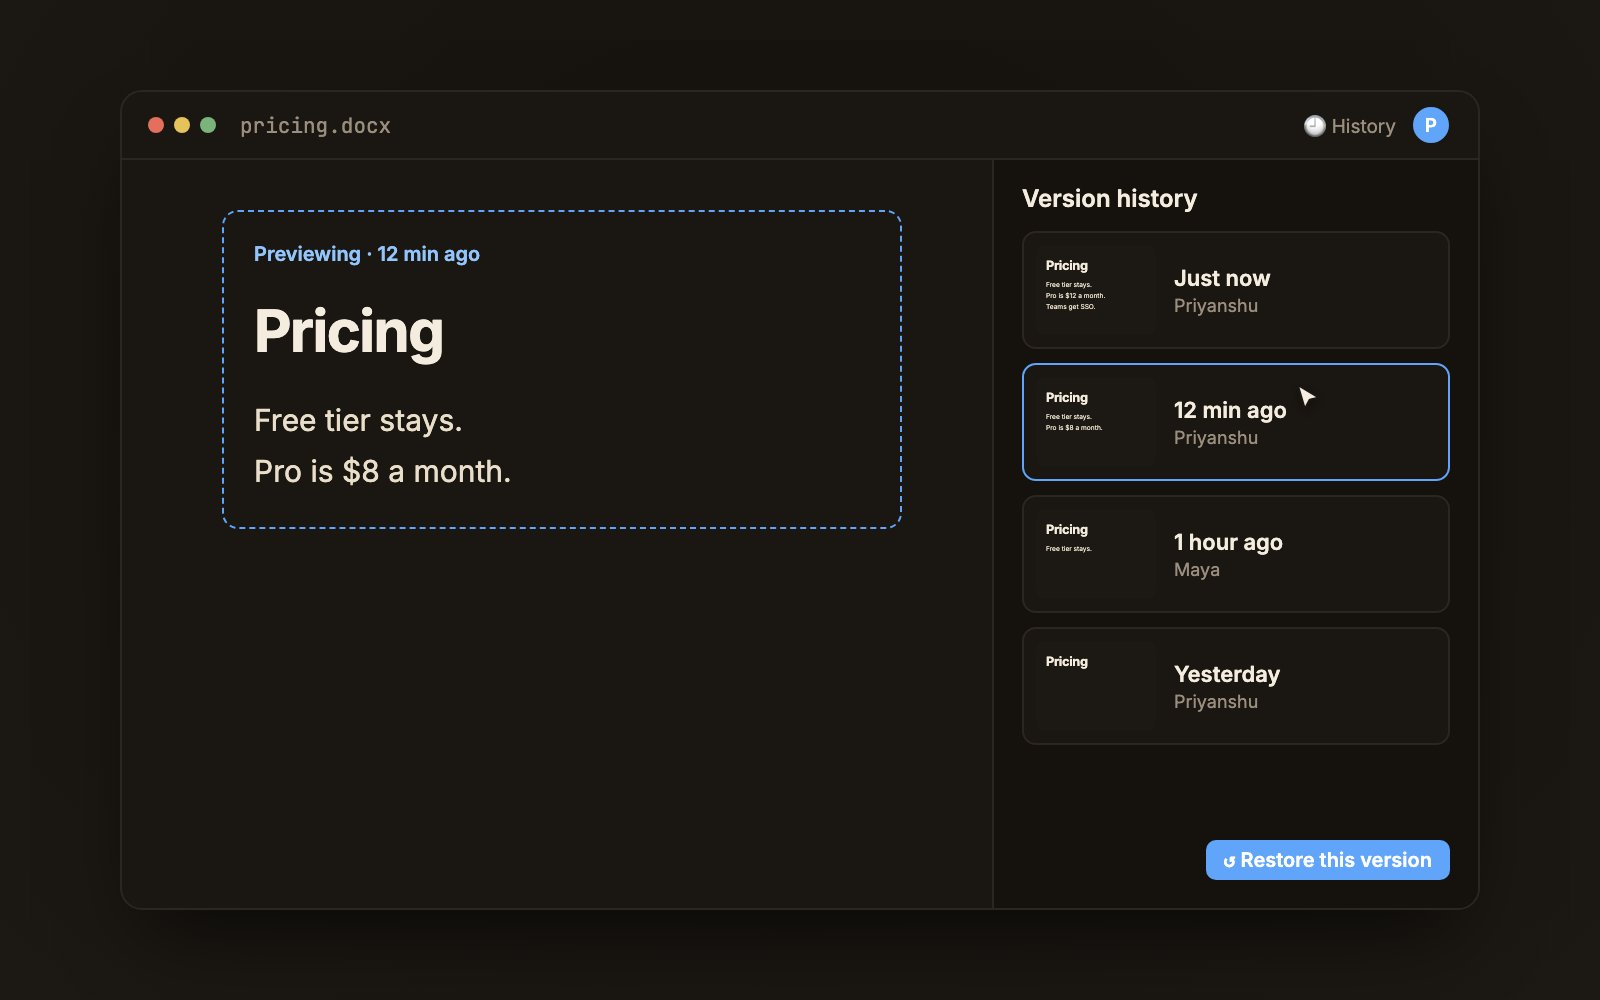 pricing.docx
History
P
Previewing · 12 min ago
Pricing
Free tier stays.
Pro is $8 a month.
Version history
Pricing
Free tier stays.
Pro is $12 a month.
Teams get SSO.
Just now
Priyanshu
Pricing
Free tier stays.
Pro is $8 a month.
12 min ago
Priyanshu
Pricing
Free tier stays.
1 hour ago
Maya
Pricing
Yesterday
Priyanshu
↺ Restore this version